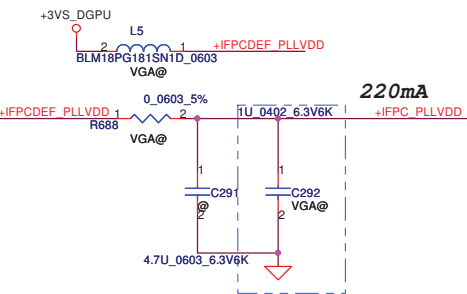 +3VS_DGPU
L5
2 1 +IFPCDEF_PLLVDD
BLM18PG181SN1D_0603
VGA@
220mA
0_0603_5% 1U_0402_6.3V6K
+IFPCDEF_PLLVDD 1 2 +IFPC_PLLVDD
R688
VGA@
1 1
C291 C292
@ VGA@
2 2
4.7U_0603_6.3V6K